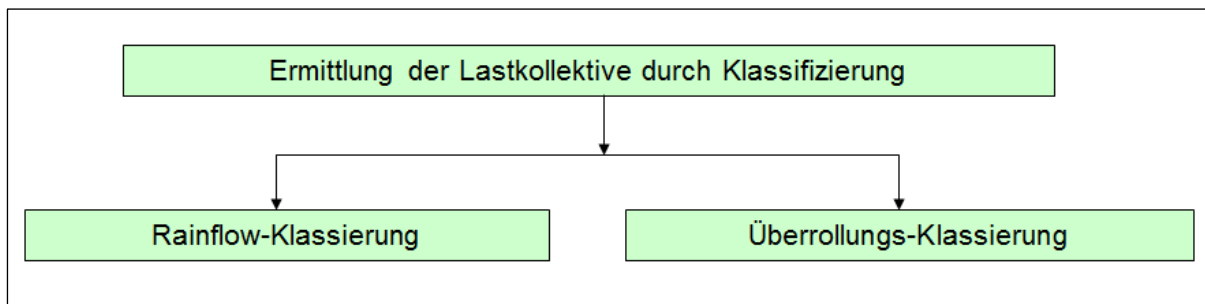 Ermittlung der Lastkollektive durch Klassifizierung
Rainflow-Klassierung
Überrollungs-Klassierung